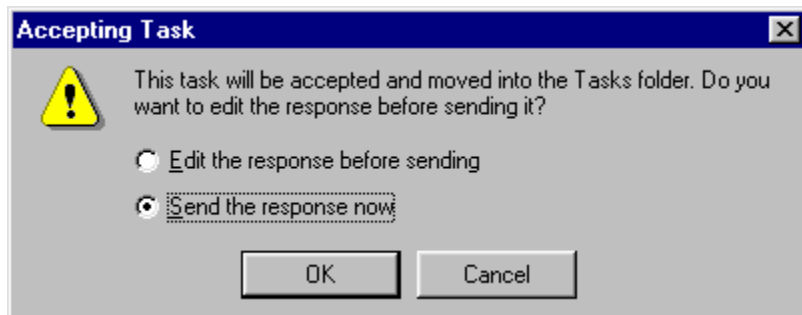 Accepting Task
This task will be accepted and moved into the Tasks folder. Do you
want to edit the response before sending it?
Edit the response before sending
Send the response now
OK
Cancel